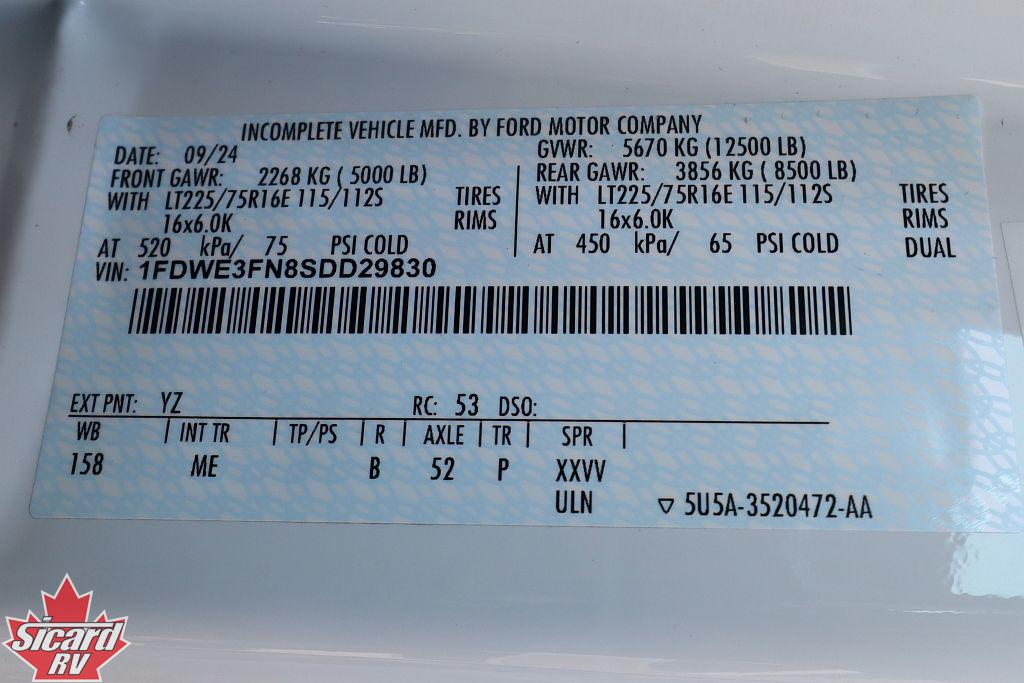 INCOMPLETE VEHICLE MFD. BY FORD MOTOR COMPANY
DATE: 09/24 GVWR: 5670 KG (12500 LB)
FRONT GAWR: 2268 KG ( 5000 LB) REAR GAWR: 3856 KG ( 8500 LB)
WITH LT225/75R16E 115/112S TIRES WITH LT225/75R16E 115/112S TIRES
16x6.0K RIMS 16x6.0K RIMS
AT 520 kPa/ 75 PSI COLD AT 450 kPa/ 65 PSI COLD DUAL
VIN: 1FDWE3FN8SDD29830
EXT PNT: YZ RC: 53 DSO:
WB | INT TR | TP/PS | R | AXLE | TR | SPR |
158 ME B 52 P XXVV
ULN ▽ 5U5A-3520472-AA
Sicard
RV